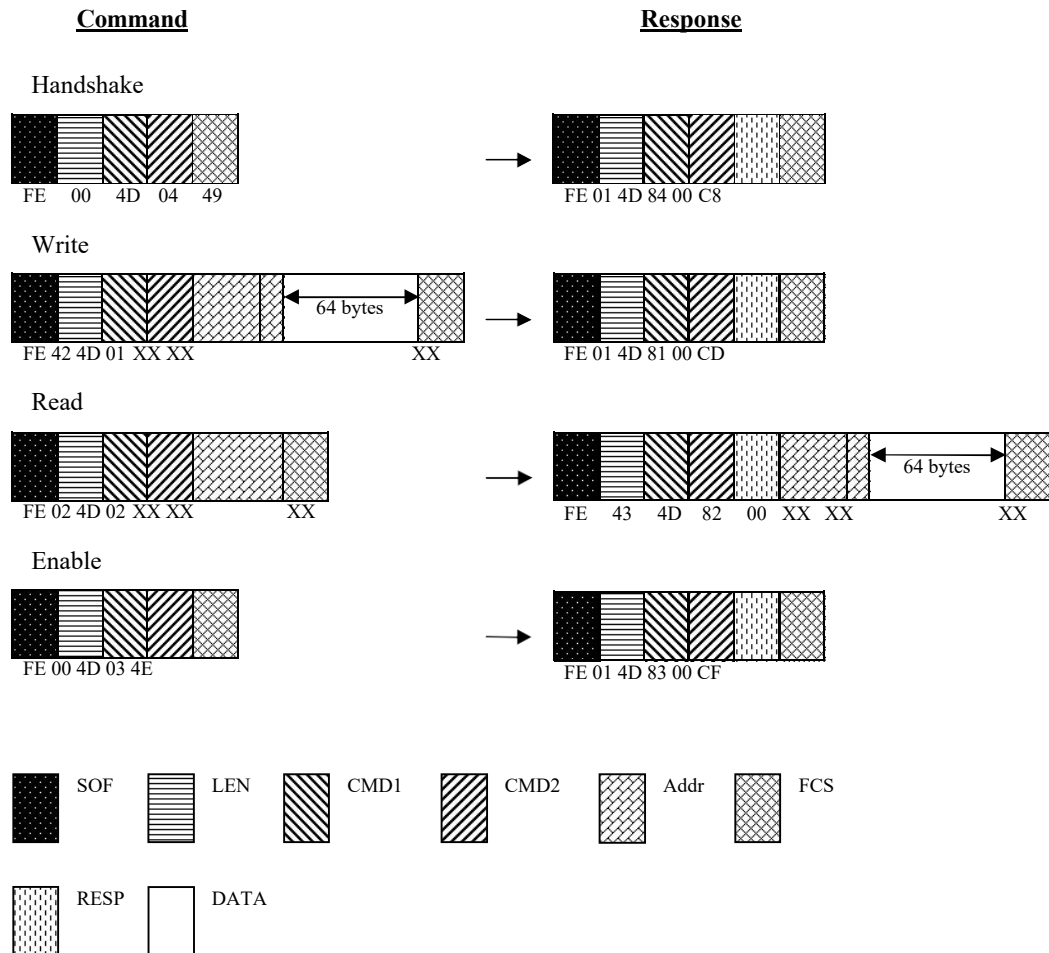 Command Response
Handshake
FE 00 4D 04 49 FE 01 4D 84 00 C8
Write
64 bytes
FE 42 4D 01 XX XX XX FE 01 4D 81 00 CD
Read
64 bytes
FE 02 4D 02 XX XX XX FE 43 4D 82 00 XX XX XX
Enable
FE 00 4D 03 4E FE 01 4D 83 00 CF
SOF LEN CMD1 CMD2 Addr FCS
RESP DATA